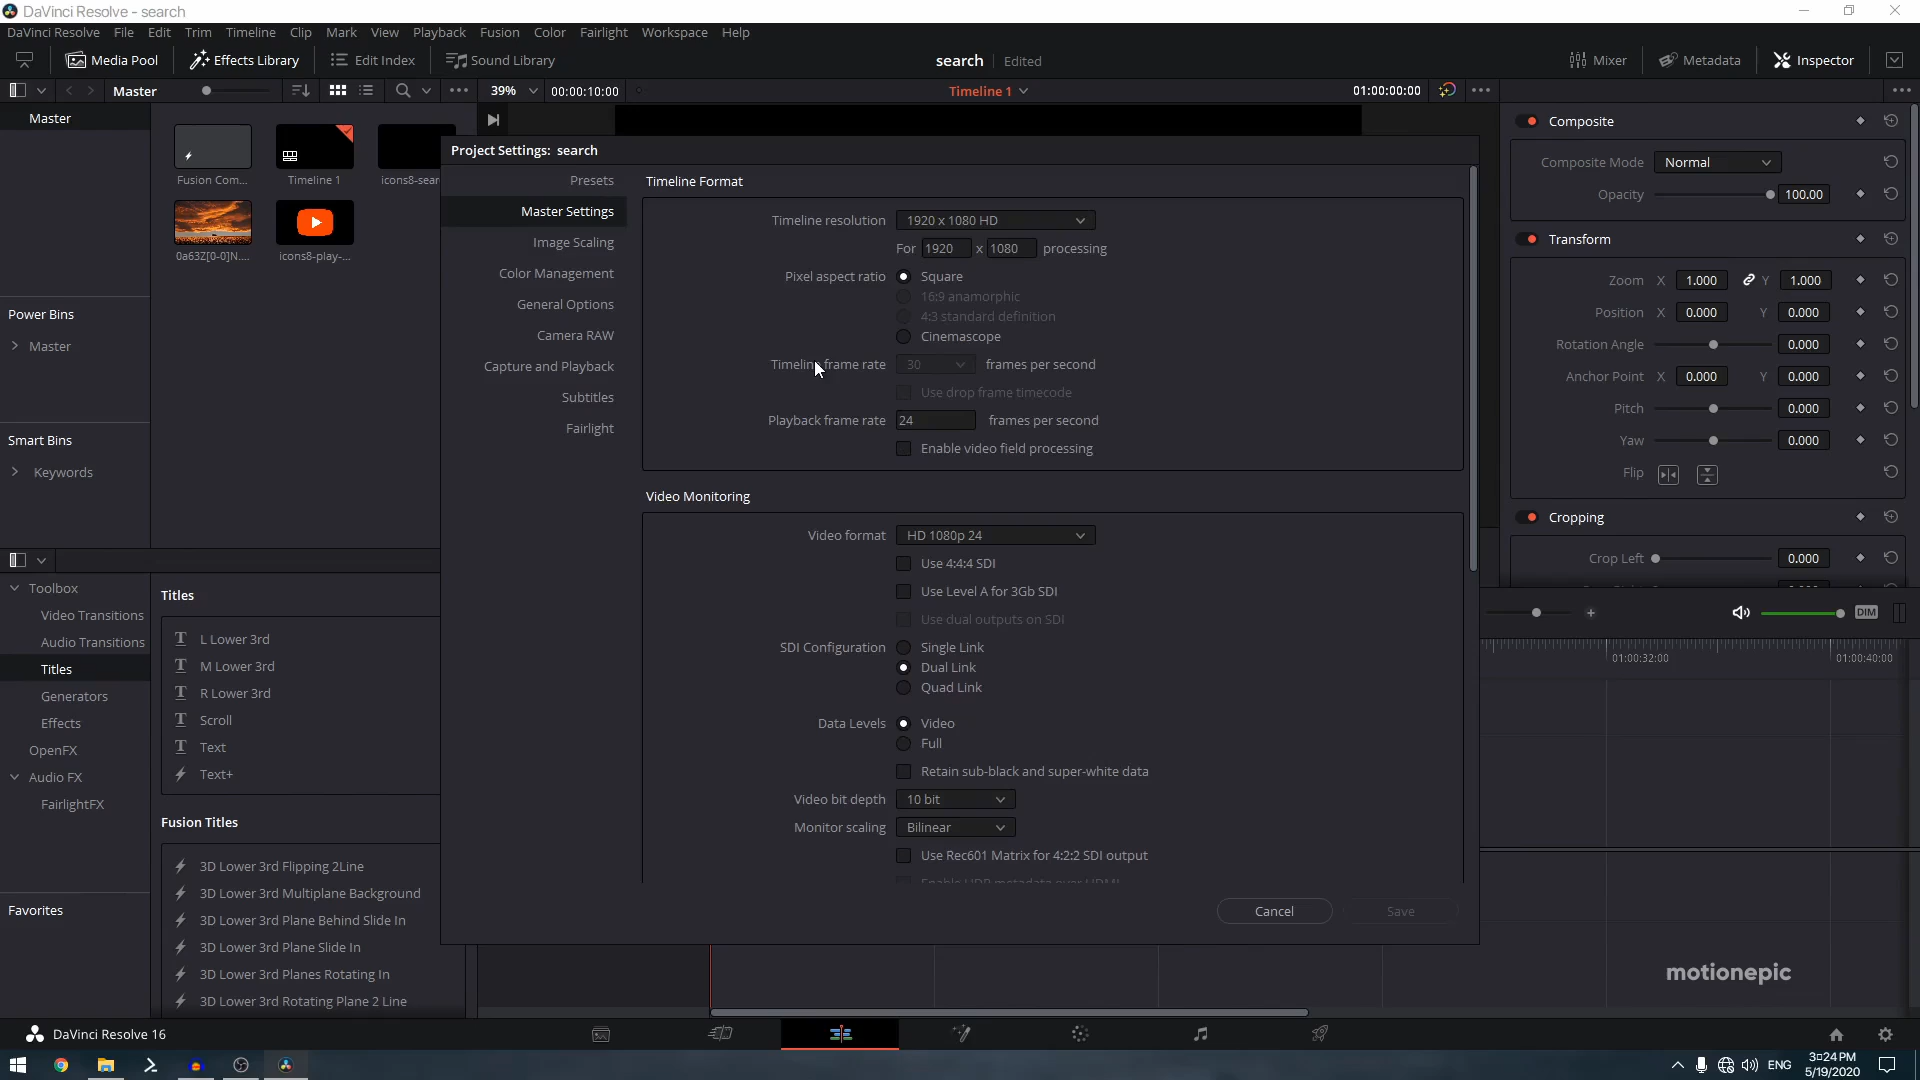 DaVinci Resolve - search
DaVinci Resolve File Edit Trim Timeline Clip Mark View Playback Fusion Color Fairlight Workspace Help
Media Pool Effects Library Edit Index Sound Library search Edited Mixer Metadata Inspector
Master 39% 00:00:10:00 Timeline 1 01:00:00:00
Master
Fusion Com... Timeline 1 icons8-sear
0a63Z[0-0]N.... icons8-play-...
Power Bins
Master
Smart Bins
Keywords
Project Settings: search
Presets
Master Settings
Image Scaling
Color Management
General Options
Camera RAW
Capture and Playback
Subtitles
Fairlight
Timeline Format
Timeline resolution 1920 x 1080 HD
For 1920 x 1080 processing
Pixel aspect ratio Square
16:9 anamorphic
4:3 standard definition
Cinemascope
Timeline frame rate 30 frames per second
Use drop frame timecode
Playback frame rate 24 frames per second
Enable video field processing
Video Monitoring
Video format HD 1080p 24
Use 4:4:4 SDI
Use Level A for 3Gb SDI
Use dual outputs on SDI
SDI Configuration Single Link
Dual Link
Quad Link
Data Levels Video
Full
Retain sub-black and super-white data
Video bit depth 10 bit
Monitor scaling Bilinear
Use Rec601 Matrix for 4:2:2 SDI output
Enable HDR metadata over HDMI
Cancel Save
Composite
Composite Mode Normal
Opacity 100.00
Transform
Zoom X 1.000 Y 1.000
Position X 0.000 Y 0.000
Rotation Angle 0.000
Anchor Point X 0.000 Y 0.000
Pitch 0.000
Yaw 0.000
Flip
Cropping
Crop Left 0.000
DIM
01:00:32:00 01:00:40:00
Toolbox
Video Transitions
Audio Transitions
Titles
Generators
Effects
OpenFX
Audio FX
FairlightFX
Favorites
Titles
L Lower 3rd
M Lower 3rd
R Lower 3rd
Scroll
Text
Text+
Fusion Titles
3D Lower 3rd Flipping 2Line
3D Lower 3rd Multiplane Background
3D Lower 3rd Plane Behind Slide In
3D Lower 3rd Plane Slide In
3D Lower 3rd Planes Rotating In
3D Lower 3rd Rotating Plane 2 Line
motionepic
DaVinci Resolve 16
ENG 3:24 PM
5/19/2020